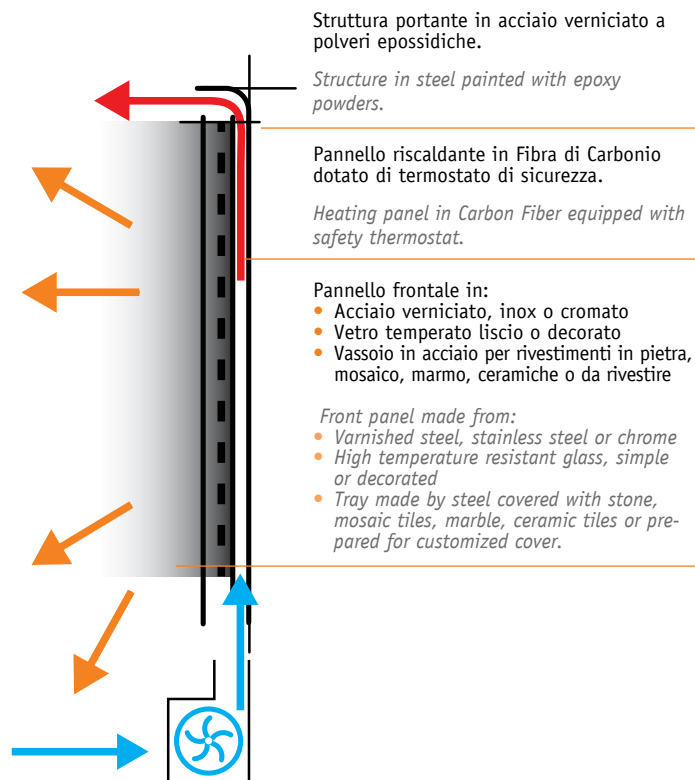 Struttura portante in acciaio verniciato a
polveri epossidiche.
Structure in steel painted with epoxy
powders.
Pannello riscaldante in Fibra di Carbonio
dotato di termostato di sicurezza.
Heating panel in Carbon Fiber equipped with
safety thermostat.
Pannello frontale in:
• Acciaio verniciato, inox o cromato
• Vetro temperato liscio o decorato
• Vassoio in acciaio per rivestimenti in pietra,
mosaico, marmo, ceramiche o da rivestire
Front panel made from:
• Varnished steel, stainless steel or chrome
• High temperature resistant glass, simple
or decorated
• Tray made by steel covered with stone,
mosaic tiles, marble, ceramic tiles or pre-
pared for customized cover.